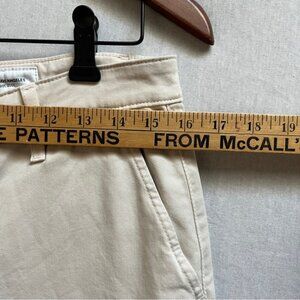 11 12 13 14 15 16 17 18 19
PATTERNS FROM McCALL'